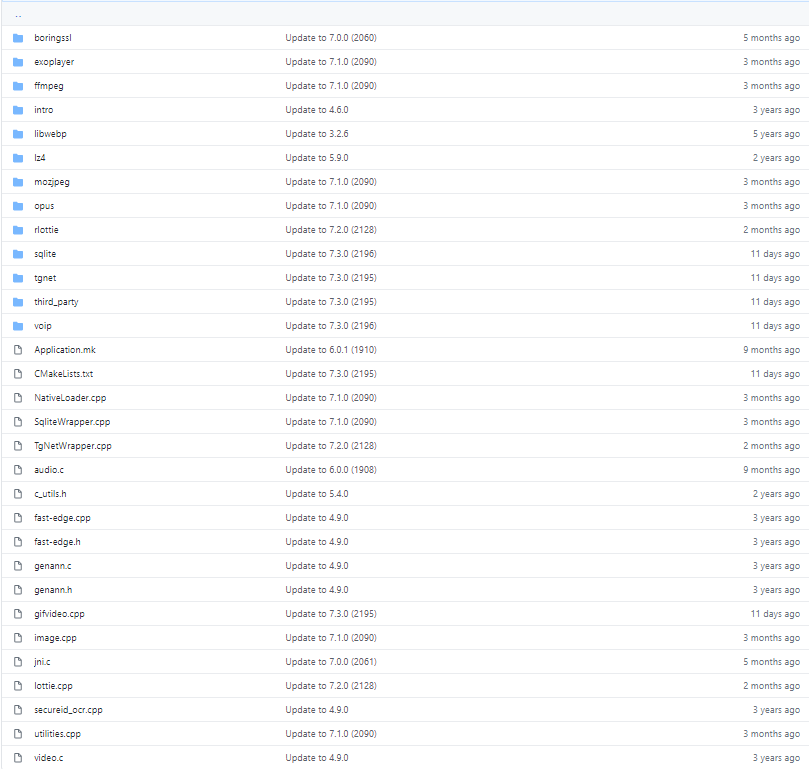 ..
boringssl Update to 7.0.0 (2060) 5 months ago
exoplayer Update to 7.1.0 (2090) 3 months ago
ffmpeg Update to 7.1.0 (2090) 3 months ago
intro Update to 4.6.0 3 years ago
libwebp Update to 3.2.6 5 years ago
lz4 Update to 5.9.0 2 years ago
mozjpeg Update to 7.1.0 (2090) 3 months ago
opus Update to 7.1.0 (2090) 3 months ago
rlottie Update to 7.2.0 (2128) 2 months ago
sqlite Update to 7.3.0 (2196) 11 days ago
tgnet Update to 7.3.0 (2195) 11 days ago
third_party Update to 7.3.0 (2195) 11 days ago
voip Update to 7.3.0 (2196) 11 days ago
Application.mk Update to 6.0.1 (1910) 9 months ago
CMakeLists.txt Update to 7.3.0 (2195) 11 days ago
NativeLoader.cpp Update to 7.1.0 (2090) 3 months ago
SqliteWrapper.cpp Update to 7.1.0 (2090) 3 months ago
TgNetWrapper.cpp Update to 7.2.0 (2128) 2 months ago
audio.c Update to 6.0.0 (1908) 9 months ago
c_utils.h Update to 5.4.0 2 years ago
fast-edge.cpp Update to 4.9.0 3 years ago
fast-edge.h Update to 4.9.0 3 years ago
genann.c Update to 4.9.0 3 years ago
genann.h Update to 4.9.0 3 years ago
gifvideo.cpp Update to 7.3.0 (2195) 11 days ago
image.cpp Update to 7.1.0 (2090) 3 months ago
jni.c Update to 7.0.0 (2061) 5 months ago
lottie.cpp Update to 7.2.0 (2128) 2 months ago
secureid_ocr.cpp Update to 4.9.0 3 years ago
utilities.cpp Update to 7.1.0 (2090) 3 months ago
video.c Update to 4.9.0 3 years ago